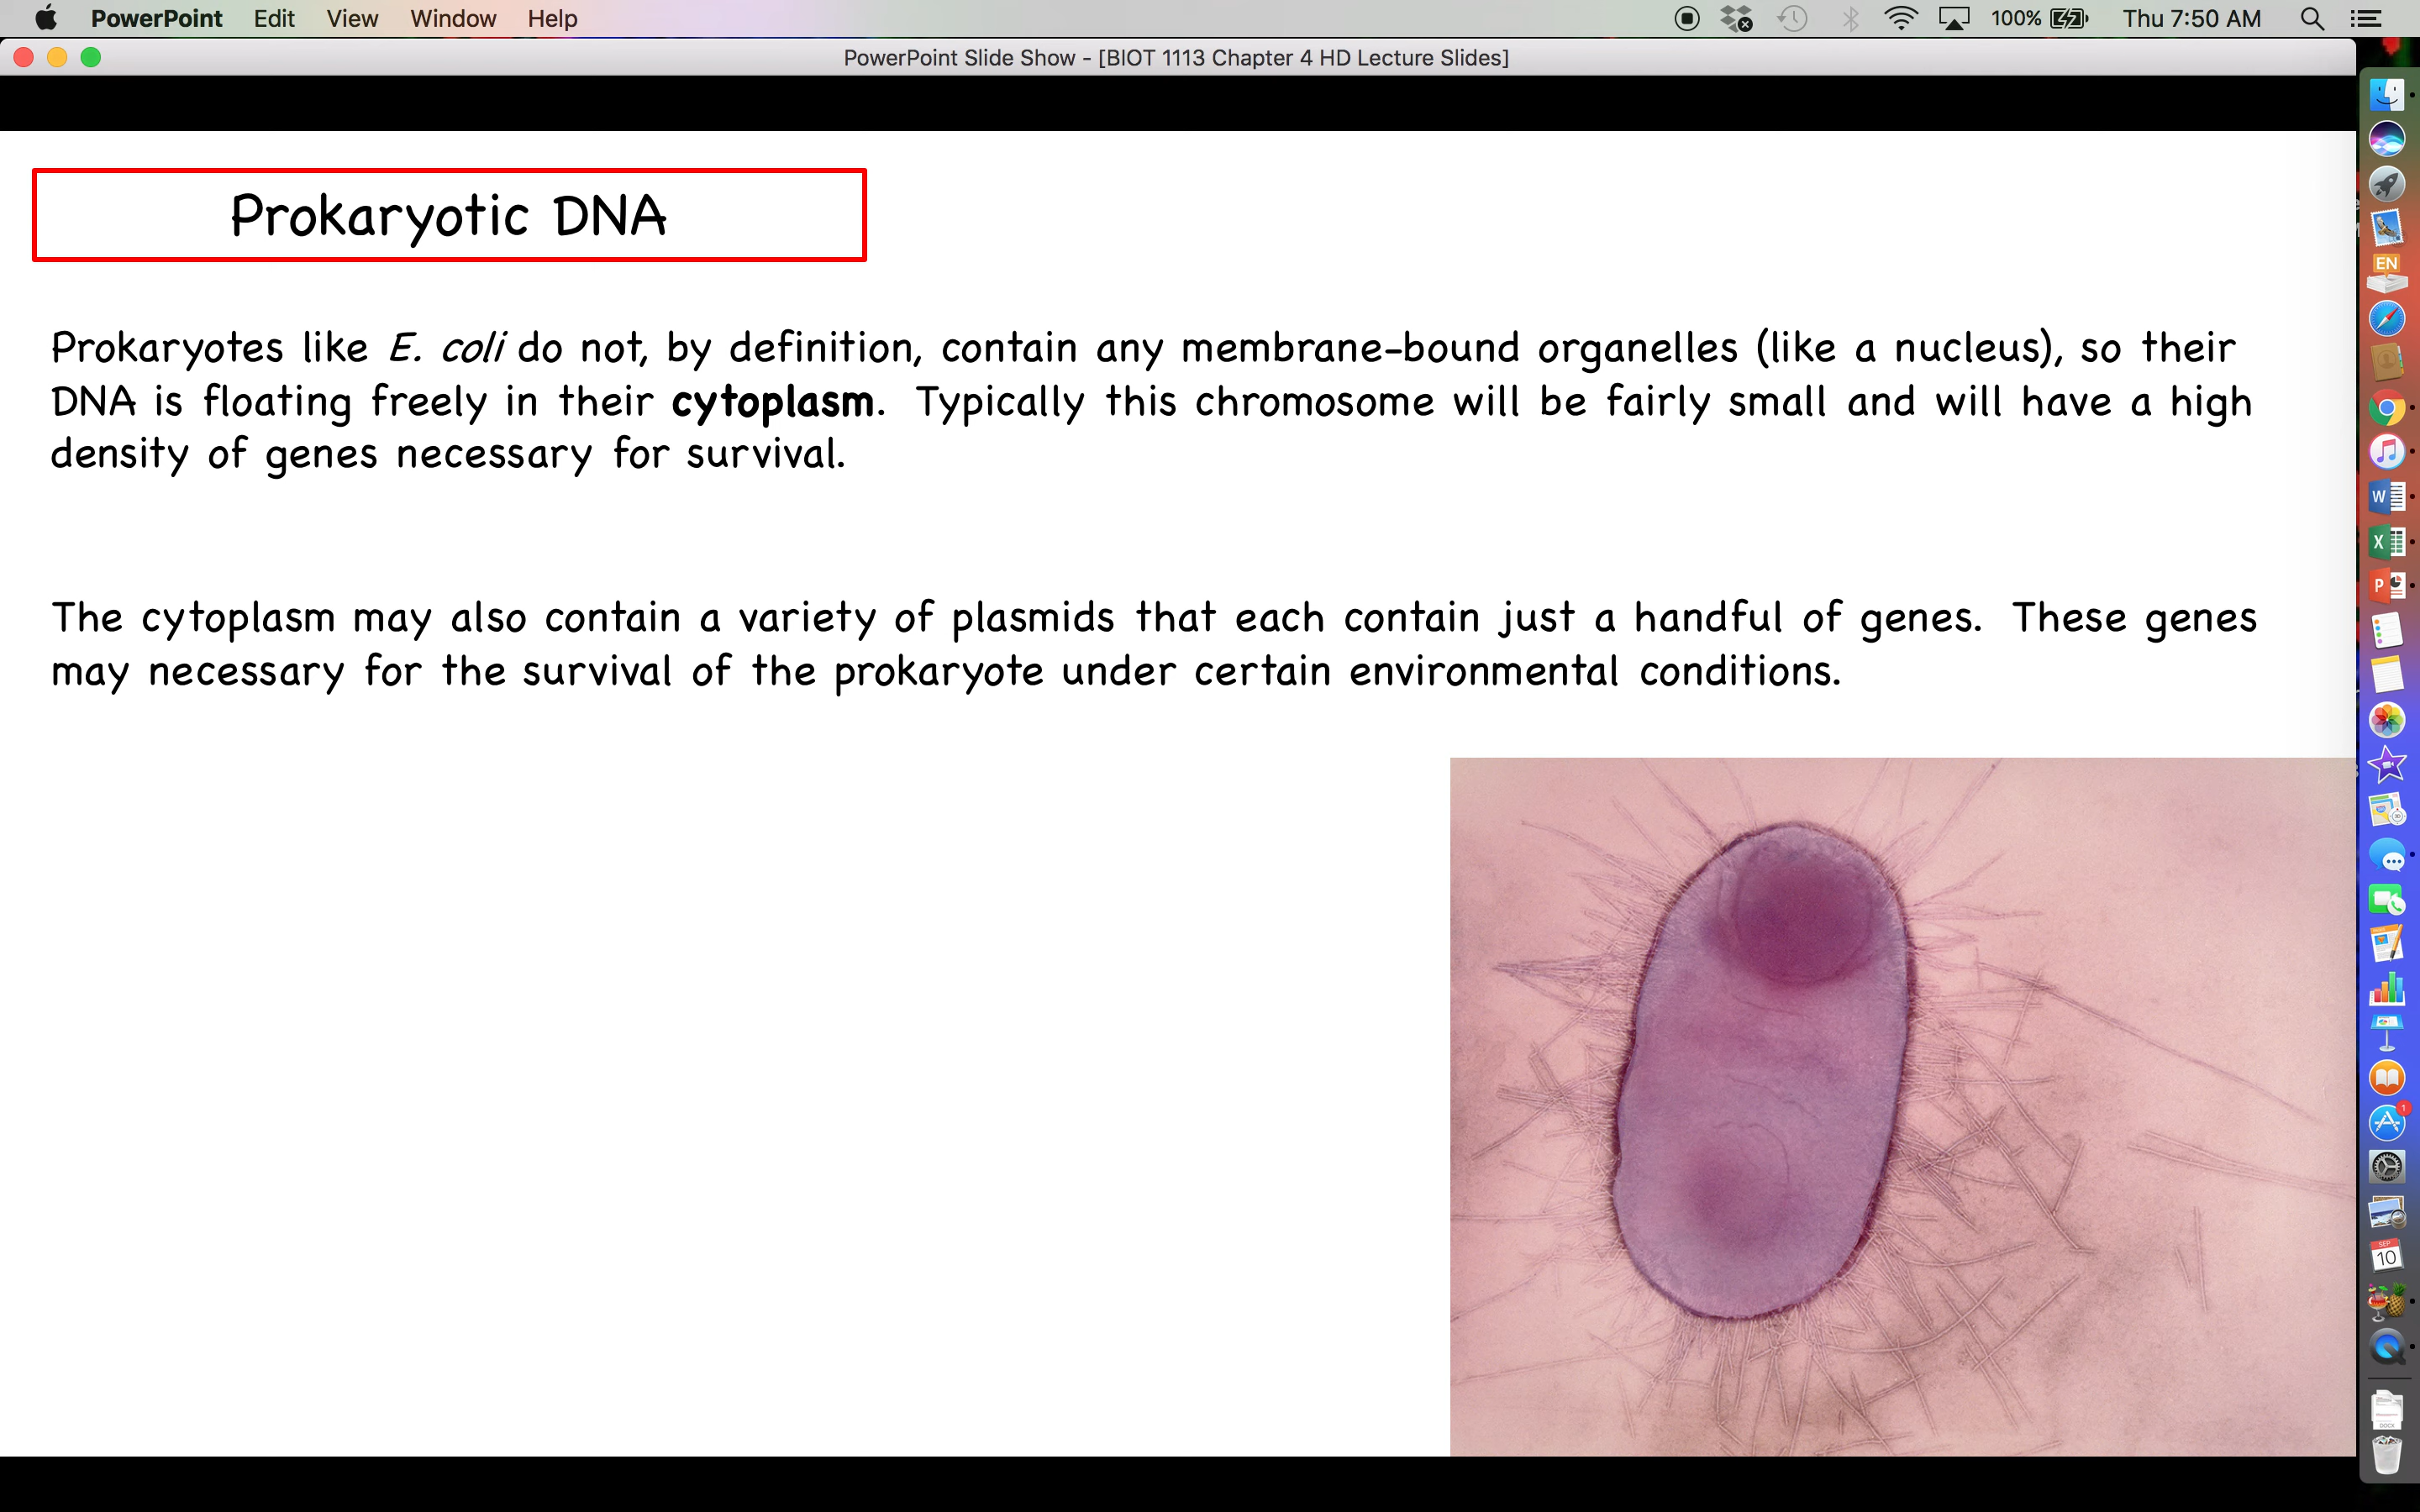 PowerPoint Edit View Window Help 100% Thu 7:50 AM
PowerPoint Slide Show - [BIOT 1113 Chapter 4 HD Lecture Slides]
Prokaryotic DNA
Prokaryotes like E. coli do not, by definition, contain any membrane-bound organelles (like a nucleus), so their
DNA is floating freely in their cytoplasm. Typically this chromosome will be fairly small and will have a high
density of genes necessary for survival.
The cytoplasm may also contain a variety of plasmids that each contain just a handful of genes. These genes
may necessary for the survival of the prokaryote under certain environmental conditions.
EN
W
X
P
1
SEP
10
DOCX